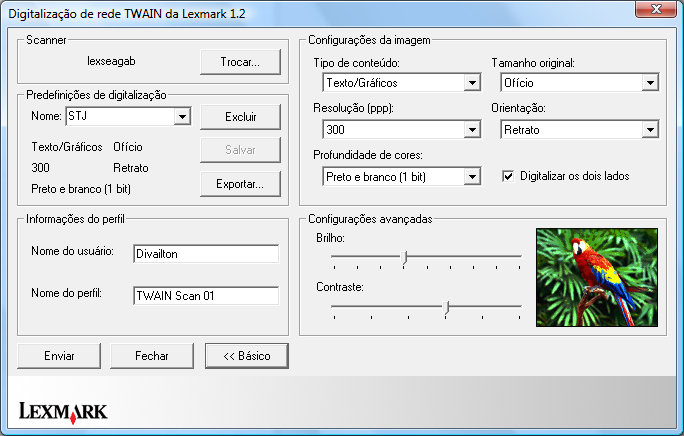 Digitalização de rede TWAIN da Lexmark 1.2
Scanner
lexseagab
Trocar...
Predefinições de digitalização
Nome: STJ
Excluir
Texto/Gráficos Ofício
Salvar
300 Retrato
Preto e branco (1 bit)
Exportar...
Informações do perfil
Nome do usuário: Divailton
Nome do perfil: TWAIN Scan 01
Configurações da imagem
Tipo de conteúdo: Tamanho original:
Texto/Gráficos Ofício
Resolução (ppp): Orientação:
300 Retrato
Profundidade de cores:
Preto e branco (1 bit) Digitalizar os dois lados
Configurações avançadas
Brilho:
Contraste:
Enviar Fechar << Básico
LEXMARK